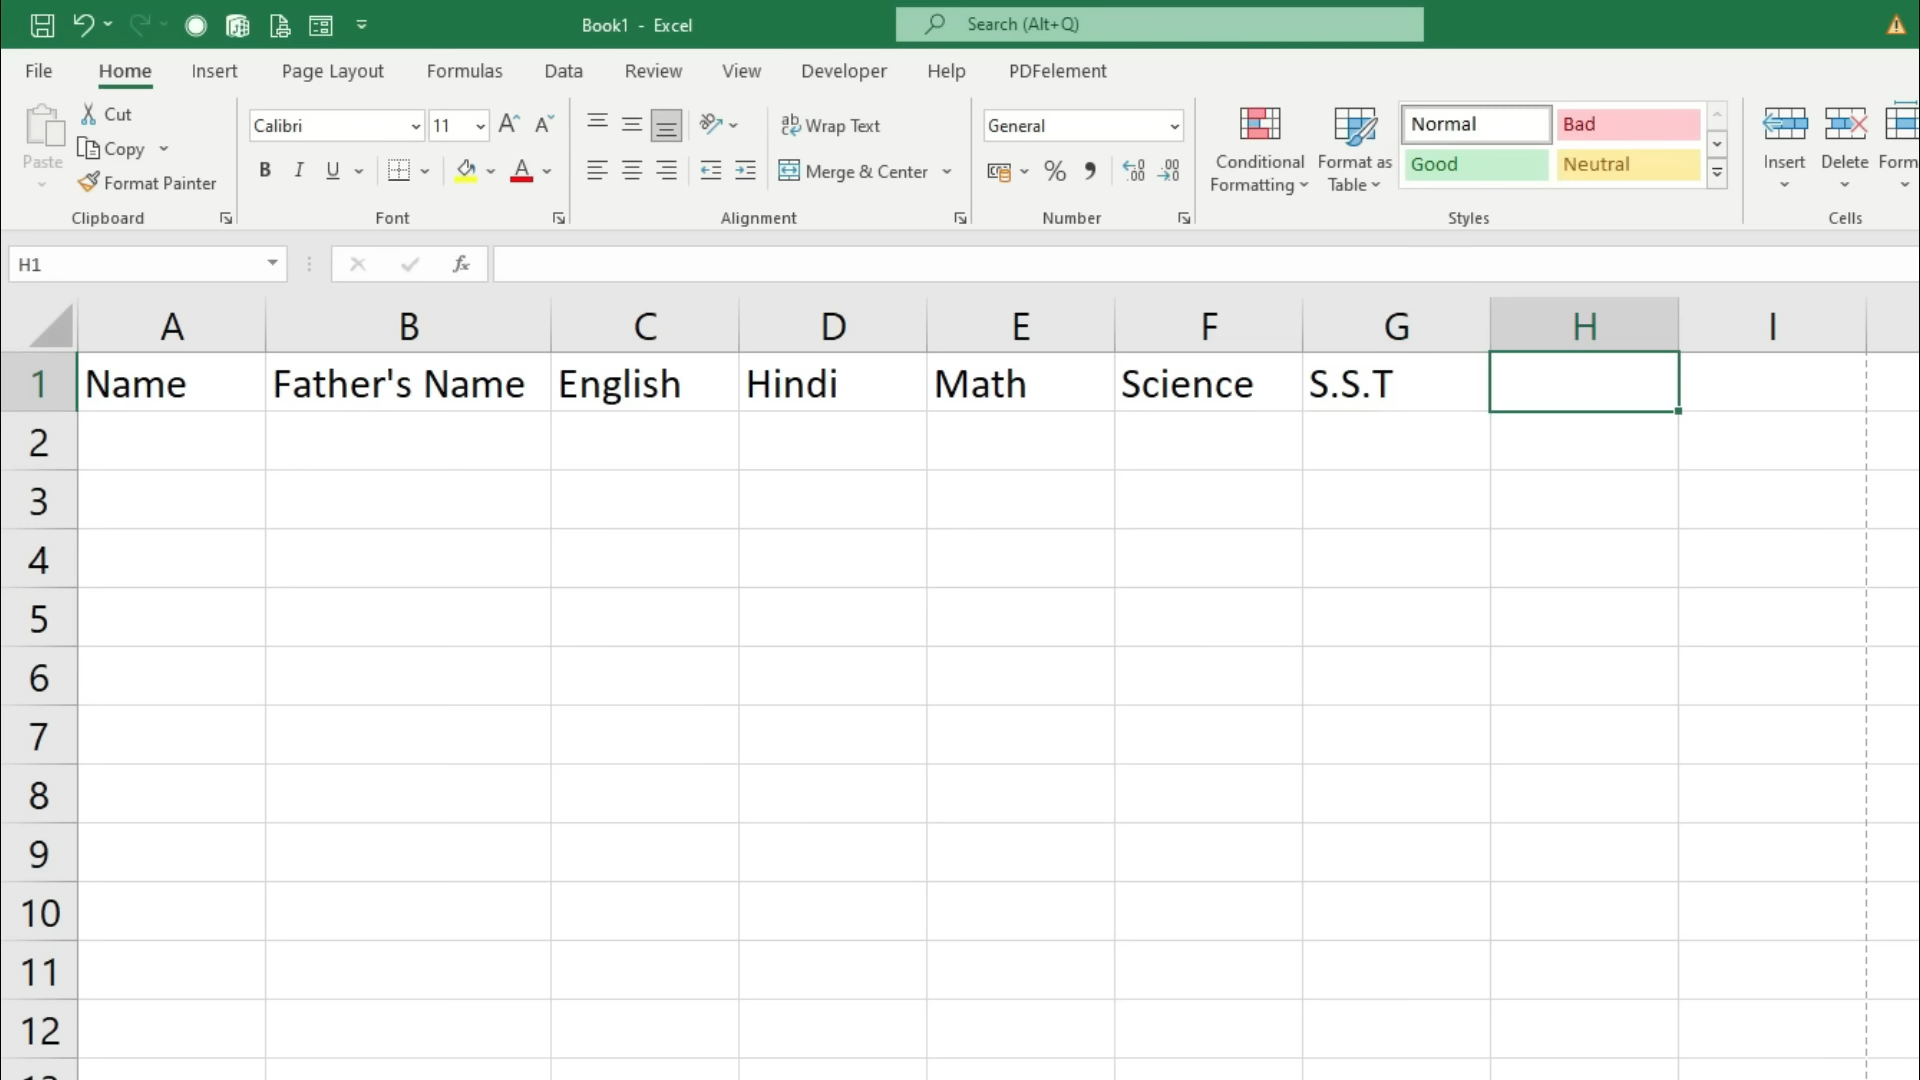 Book1 - Excel
Search (Alt+Q)
File Home Insert Page Layout Formulas Data Review View Developer Help PDFelement
Paste
Cut
Copy
Format Painter
Clipboard
Calibri 11
B I U A
Font
Wrap Text
Merge & Center
Alignment
General
%
Number
Conditional Formatting
Format as Table
Normal Bad
Good Neutral
Styles
Insert Delete Form
Cells
H1
fx
A B C D E F G H I
1 Name Father's Name English Hindi Math Science S.S.T
2
3
4
5
6
7
8
9
10
11
12